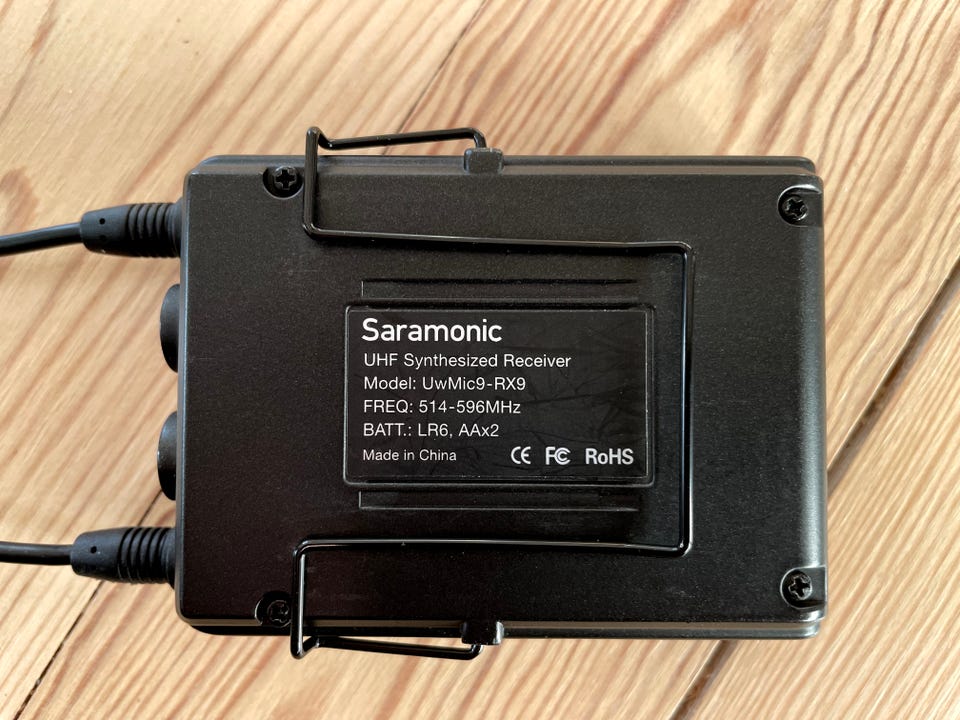 Saramonic
UHF Synthesized Receiver
Model: UwMic9-RX9
FREQ: 514-596MHz
BATT.: LR6, AAx2
Made in China CE FC RoHS